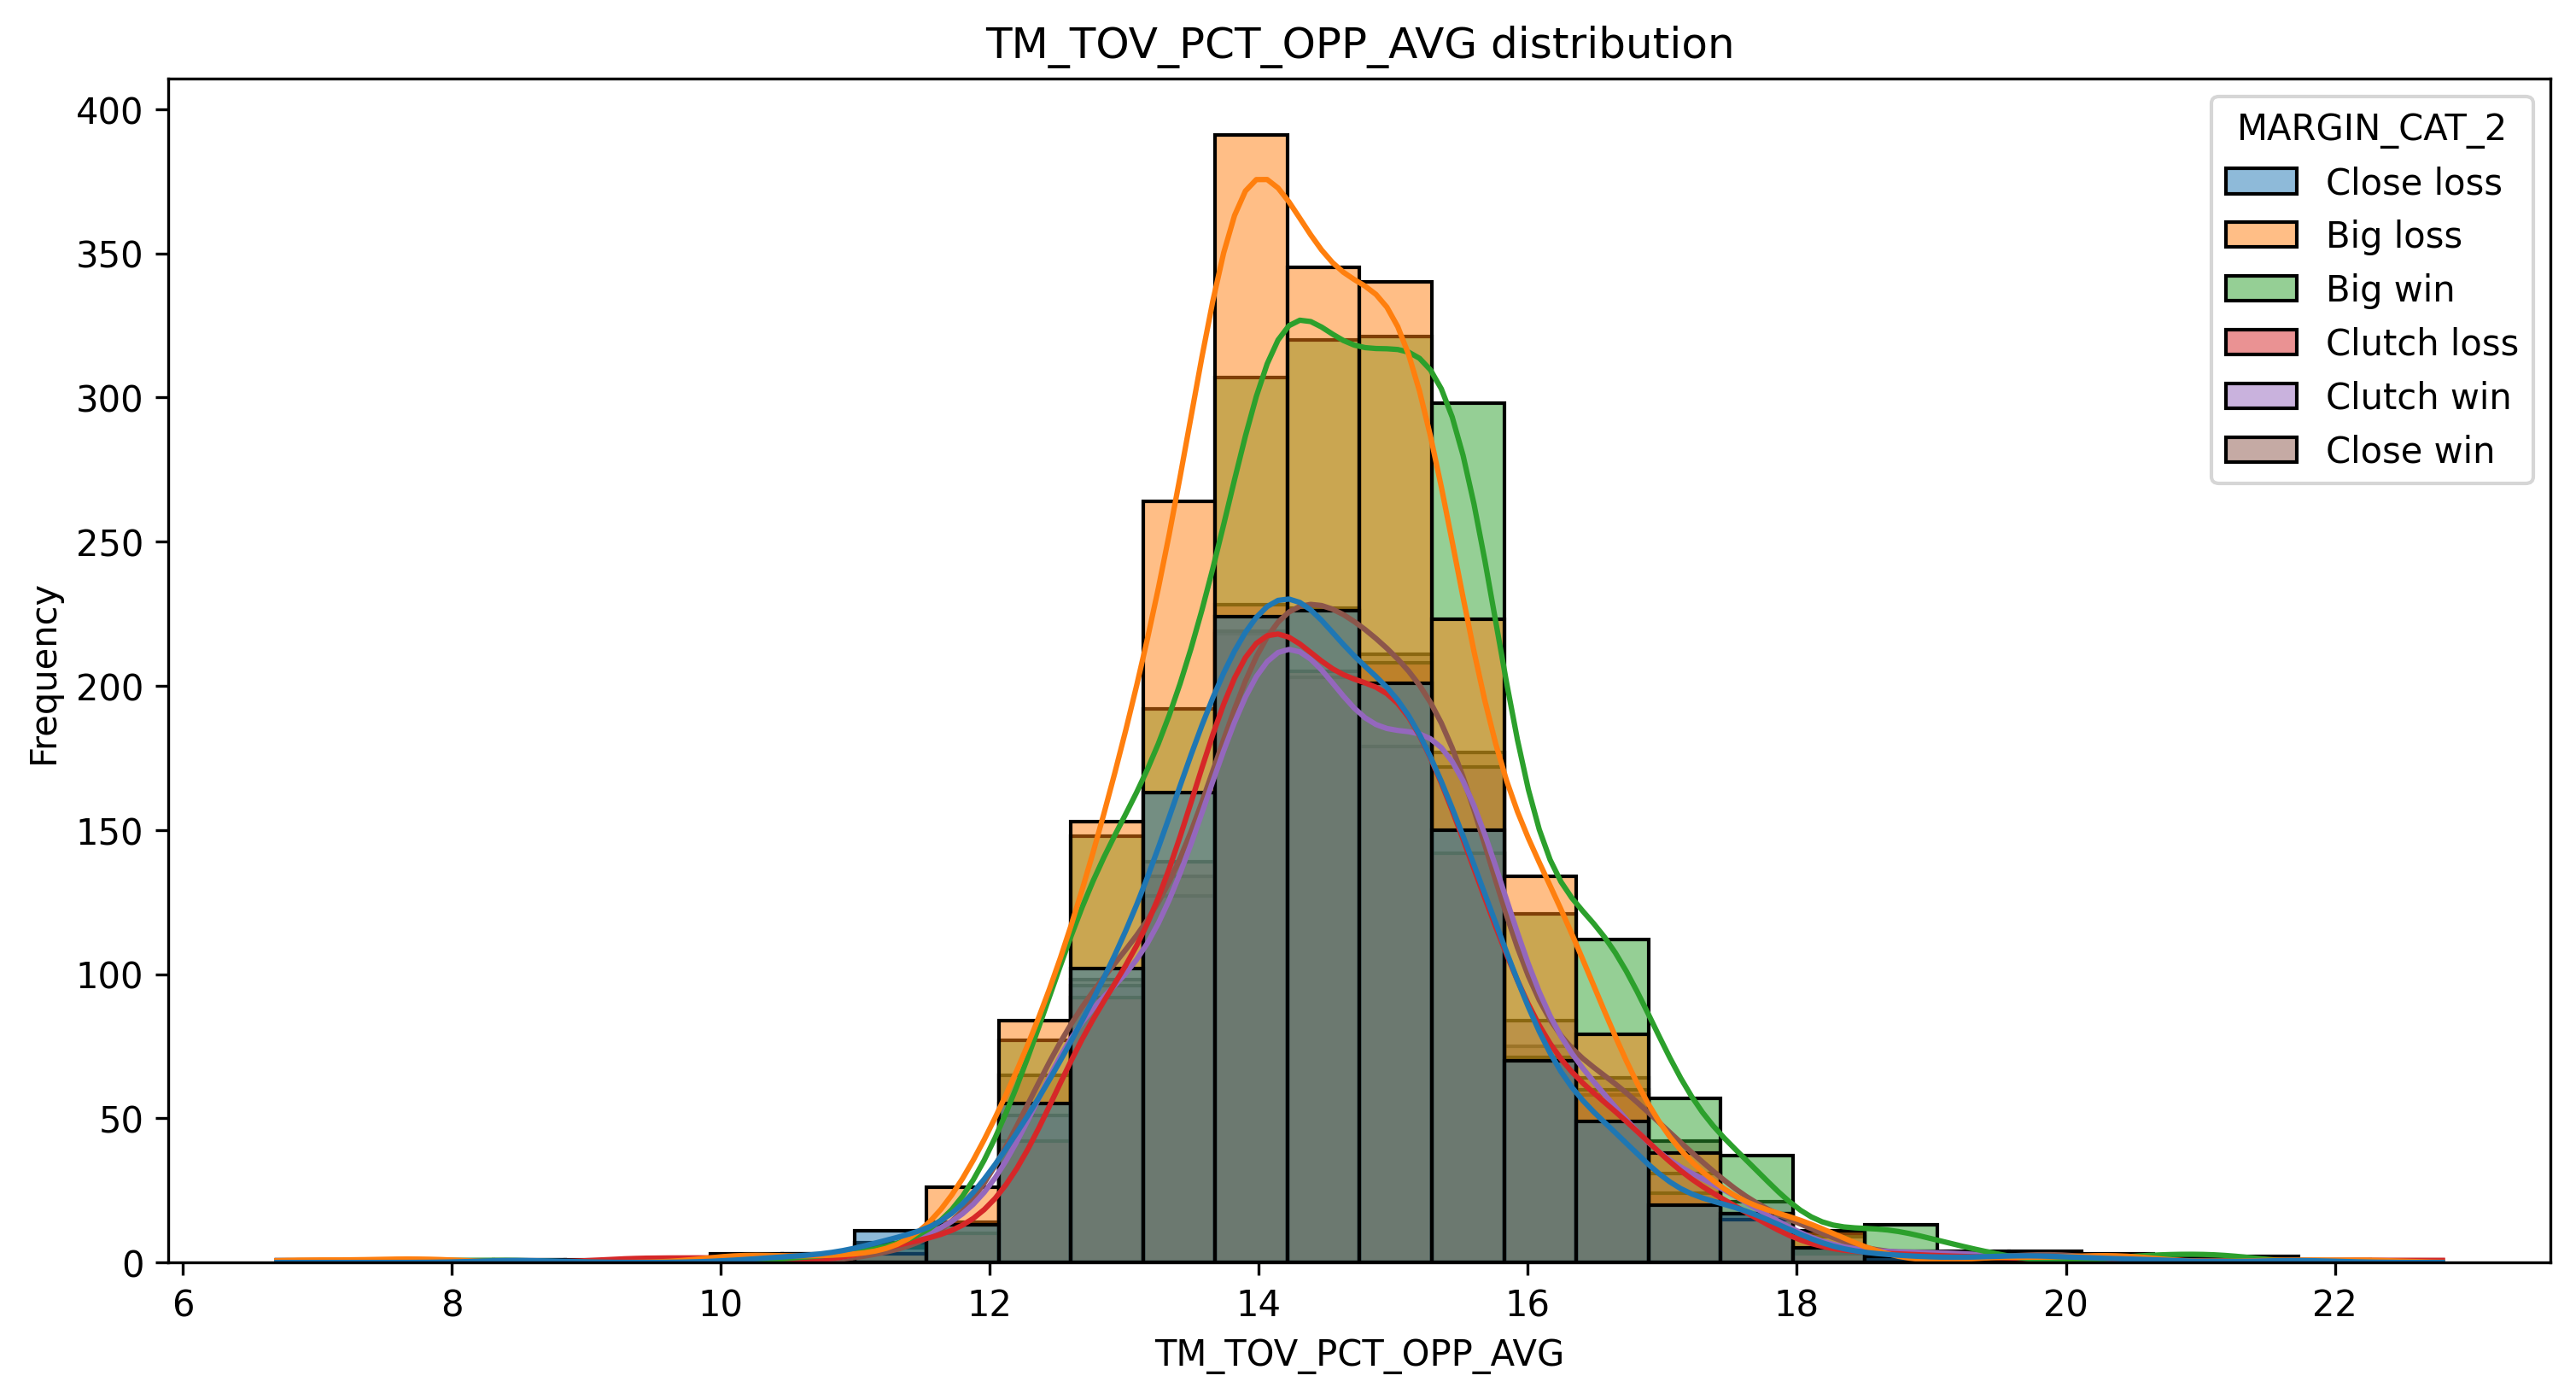 TM_TOV_PCT_OPP_AVG distribution
MARGIN_CAT_2
Close loss
Big loss
Big win
Clutch loss
Clutch win
Close win
Frequency
400
350
300
250
200
150
100
50
0
6 8 10 12 14 16 18 20 22
TM_TOV_PCT_OPP_AVG